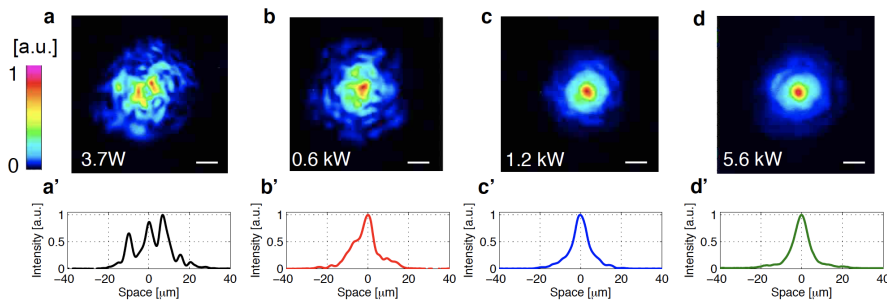 a b c d
[a.u.]
1
0
3.7W 0.6 kW 1.2 kW 5.6 kW
a' b' c' d'
Intensity [a.u.] 1 0.5 0 Intensity [a.u.] 1 0.5 0 Intensity [a.u.] 1 0.5 0 Intensity [a.u.] 1 0.5 0
−40 −20 0 20 40 −40 −20 0 20 40 −40 −20 0 20 40 −40 −20 0 20 40
Space [μm] Space [μm] Space [μm] Space [μm]